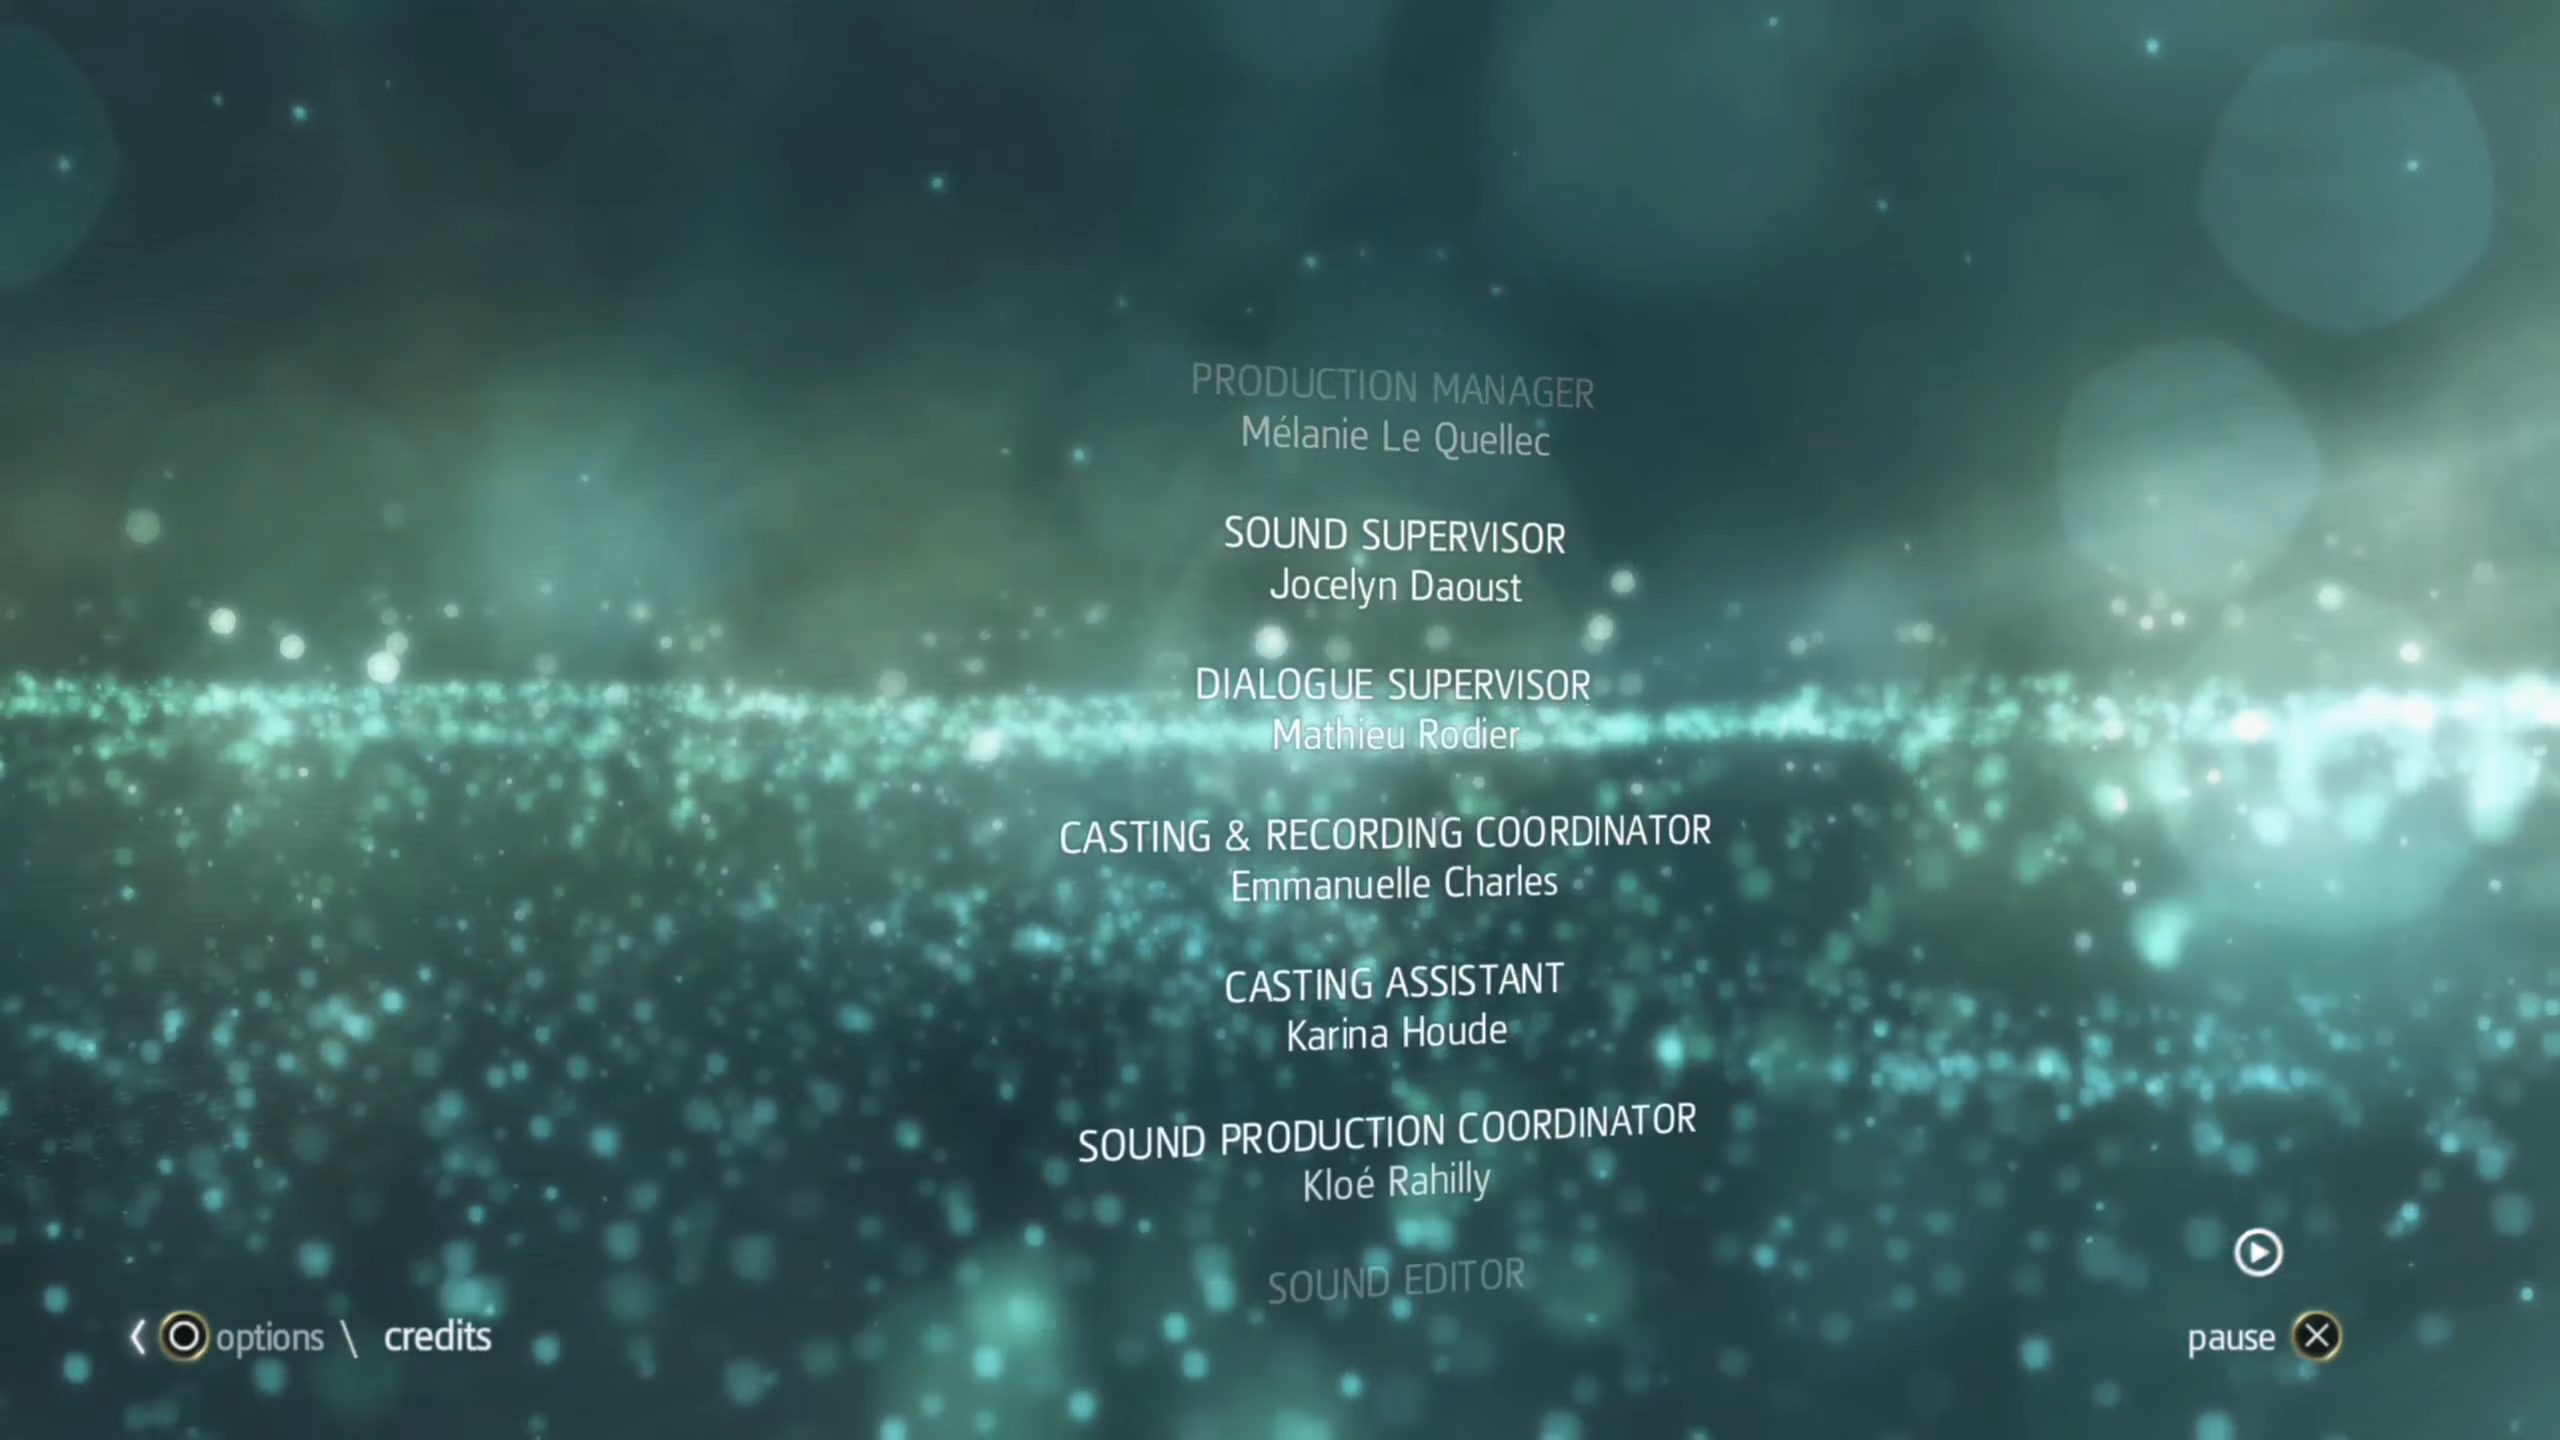 PRODUCTION MANAGER
Mélanie Le Quellec
SOUND SUPERVISOR
Jocelyn Daoust
DIALOGUE SUPERVISOR
Mathieu Rodier
CASTING & RECORDING COORDINATOR
Emmanuelle Charles
CASTING ASSISTANT
Karina Houde
SOUND PRODUCTION COORDINATOR
Kloé Rahilly
SOUND EDITOR
options \ credits
pause